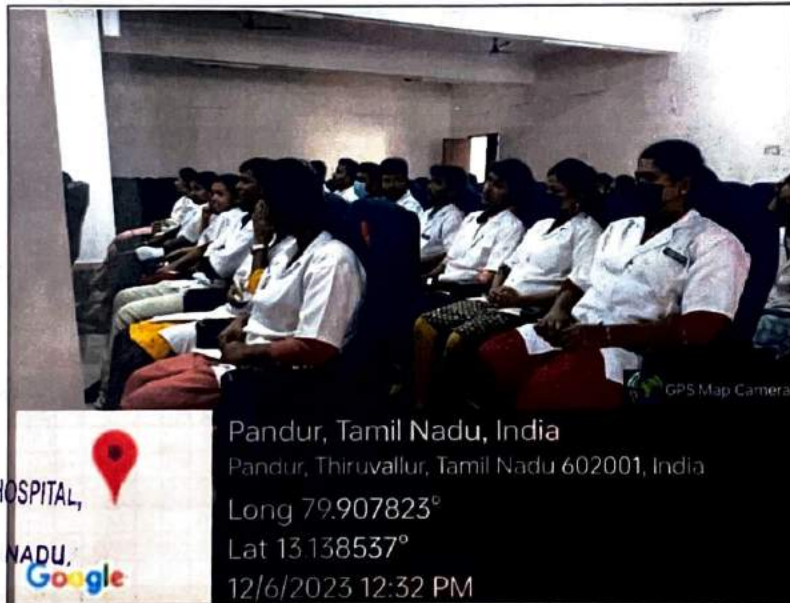 GPS Map Camera
Pandur, Tamil Nadu, India
Pandur, Thiruvallur, Tamil Nadu 602001, India
Long 79.907823°
Lat 13.138537°
12/6/2023 12:32 PM
HOSPITAL,
NADU.
Google